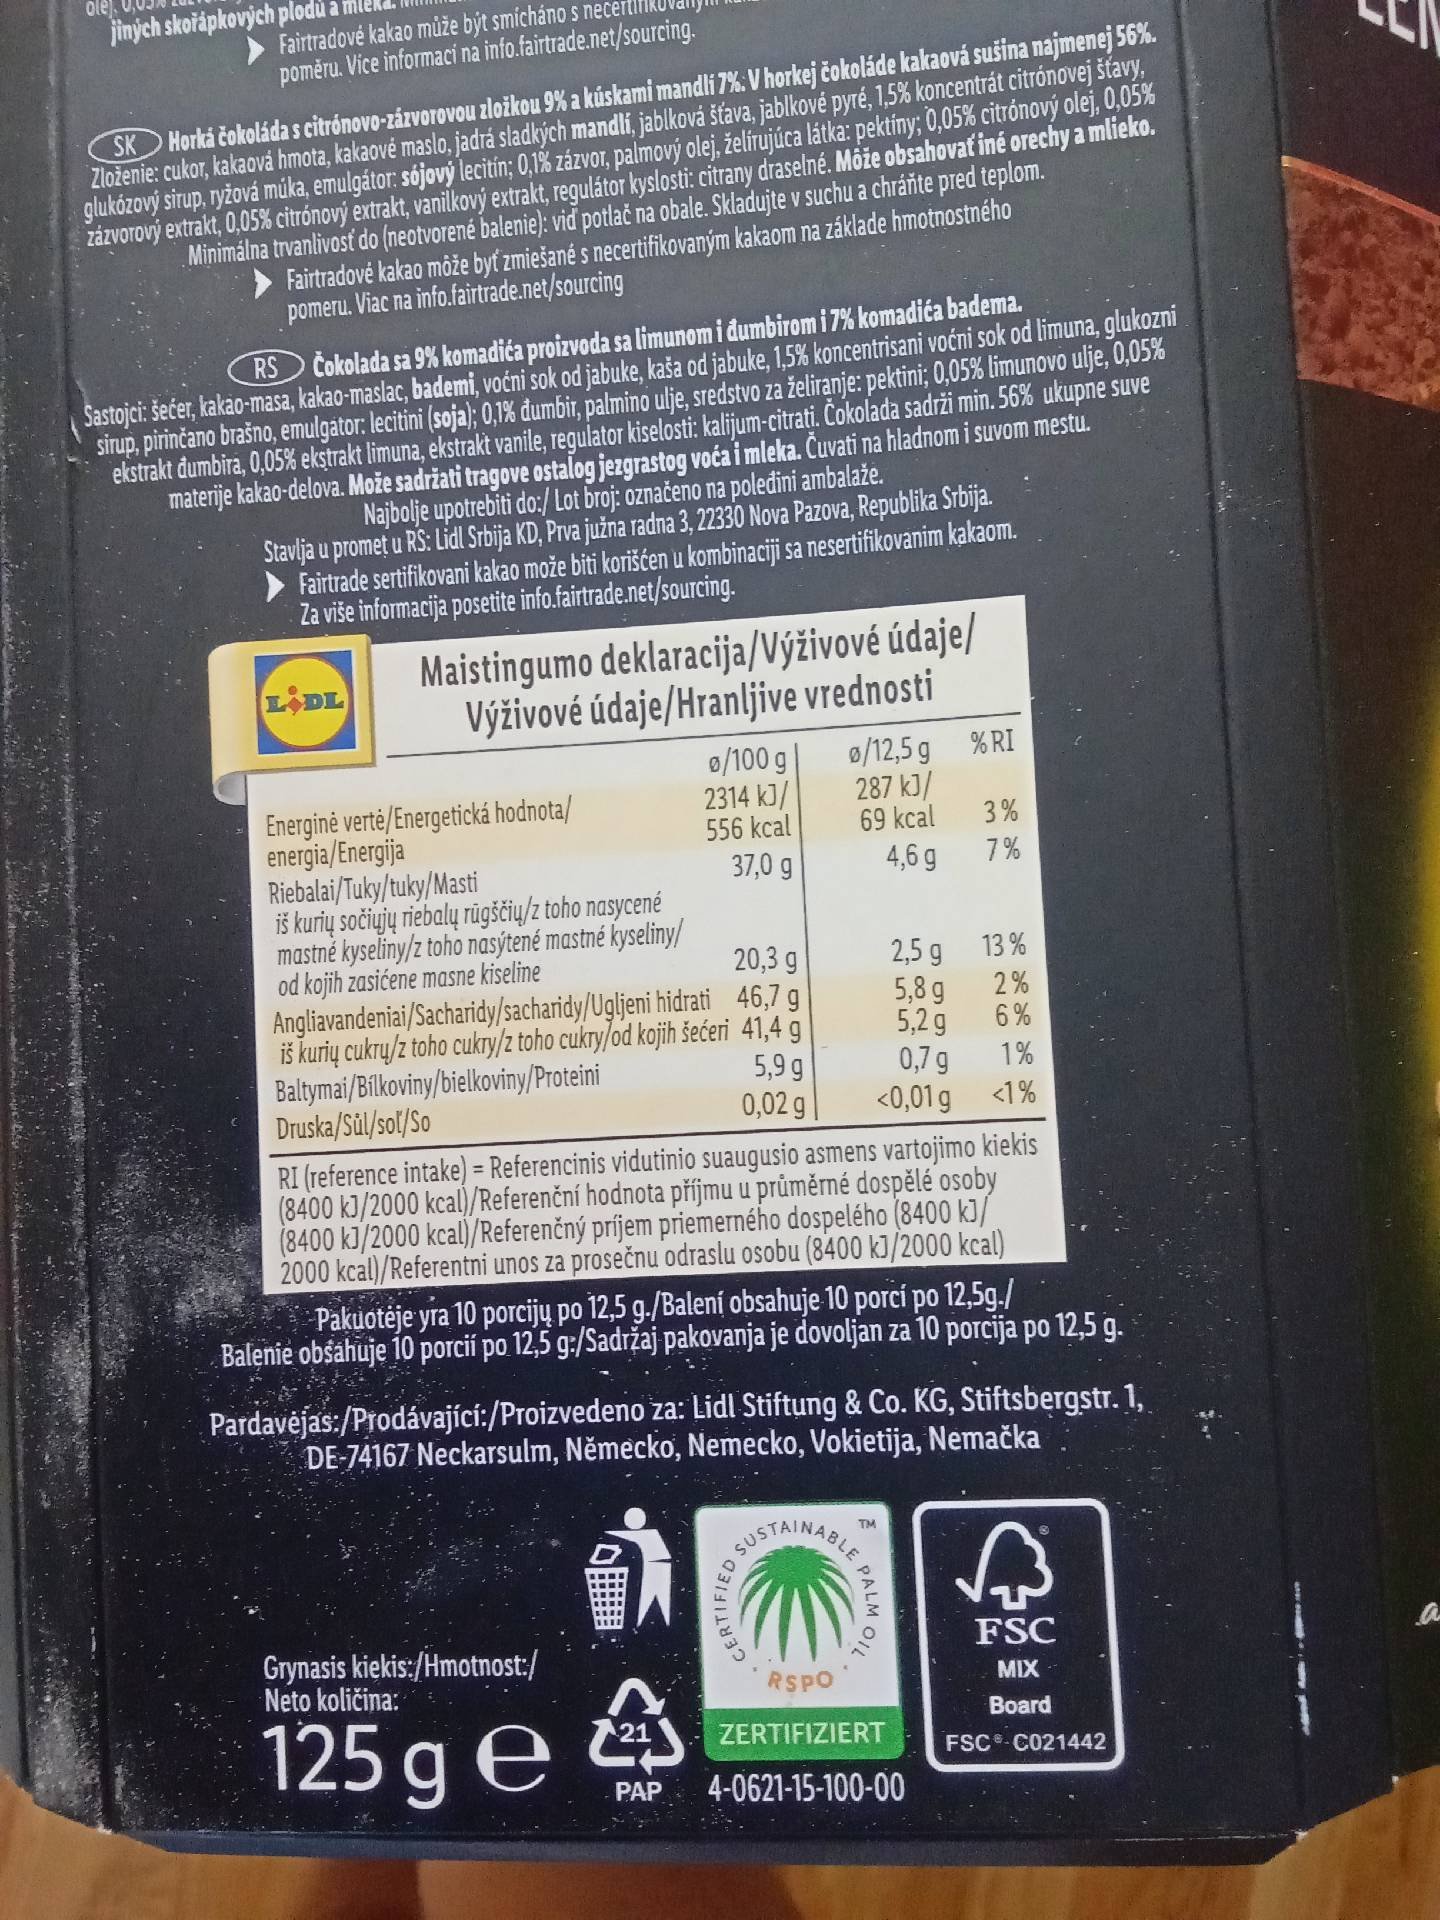 jiných skořápkových plodů a mléka.
Fairtradové kakao může být smícháno s
poměru. Více informací na info.fairtrade.net/sourcing.
SK Horká čokoláda s citrónovo-zázvorovou zložkou 9% a kúskami mandlí 7%. V horkej čokoláde kakaová sušina najmenej 56%.
Zloženie: cukor, kakaová hmota, kakaové maslo, jadrá sladkých mandlí, jablková šťava, jablkové pyré, 1,5% koncentrát citrónovej šťavy,
glukózový sirup, ryžová múka, emulgátor: sójový lecitín; 0,1% zázvor, palmový olej, želírujúca látka: pektíny; 0,05% citrónový olej, 0,05%
zázvorový extrakt, 0,05% citrónový extrakt, vanilkový extrakt, regulátor kyslosti: citrany draselné. Môže obsahovať iné orechy a mlieko.
Minimálna trvanlivosť do (neotvorené balenie): viď potlač na obale. Skladujte v suchu a chráňte pred teplom.
Fairtradové kakao môže byť zmiešané s necertifikovaným kakaom na základe hmotnostného
pomeru. Viac na info.fairtrade.net/sourcing
RS Čokolada sa 9% komadića proizvoda sa limunom i đumbirom i 7% komadića badema.
Sastojci: šećer, kakao-masa, kakao-maslac, bademi, voćni sok od jabuke, kaša od jabuke, 1,5% koncentrisani voćni sok od limuna, glukozni
sirup, pirinčano brašno, emulgator: lecitini (soja); 0,1% đumbir, palmino ulje, sredstvo za želiranje: pektini; 0,05% limunovo ulje, 0,05%
ekstrakt đumbira, 0,05% ekstrakt limuna, ekstrakt vanile, regulator kiselosti: kalijum-citrati. Čokolada sadrži min. 56% ukupne suve
materije kakao-delova. Može sadržati tragove ostalog jezgrastog voća i mleka. Čuvati na hladnom i suvom mestu.
Najbolje upotrebiti do:/ Lot broj: označeno na poleđini ambalaže.
Stavlja u promet u RS: Lidl Srbija KD, Prva južna radna 3, 22330 Nova Pazova, Republika Srbija.
Fairtrade sertifikovani kakao može biti korišćen u kombinaciji sa nesertifikovanim kakaom.
Za više informacija posetite info.fairtrade.net/sourcing.
LIDL
Maistingumo deklaracija/Výživové údaje/
Výživové údaje/Hranljive vrednosti
ø/100 g ø/12,5 g %RI
Energinė vertė/Energetická hodnota/ 2314 kJ/ 287 kJ/
energia/Energija 556 kcal 69 kcal 3%
Riebalai/Tuky/tuky/Masti 37,0 g 4,6 g 7%
iš kurių sočiųjų riebalų rūgščių/z toho nasycené
mastné kyseliny/z toho nasýtené mastné kyseliny/
od kojih zasićene masne kiseline 20,3 g 2,5 g 13%
Angliavandeniai/Sacharidy/sacharidy/Ugljeni hidrati 46,7 g 5,8 g 2%
iš kurių cukrų/z toho cukry/z toho cukry/od kojih šećeri 41,4 g 5,2 g 6%
Baltymai/Bílkoviny/bielkoviny/Proteini 5,9 g 0,7 g 1%
Druska/Sůl/soľ/So 0,02 g <0,01 g <1%
RI (reference intake) = Referencinis vidutinio suaugusio asmens vartojimo kiekis
(8400 kJ/2000 kcal)/Referenční hodnota příjmu u průměrné dospělé osoby
(8400 kJ/2000 kcal)/Referenčný príjem priemerného dospelého (8400 kJ/
2000 kcal)/Referentni unos za prosečnu odraslu osobu (8400 kJ/2000 kcal)
Pakuotėje yra 10 porcijų po 12,5 g./Balení obsahuje 10 porcí po 12,5g./
Balenie obsahuje 10 porcií po 12,5 g:/Sadržaj pakovanja je dovoljan za 10 porcija po 12,5 g.
Pardavėjas:/Prodávající:/Proizvedeno za: Lidl Stiftung & Co. KG, Stiftsbergstr. 1,
DE-74167 Neckarsulm, Německo, Nemecko, Vokietija, Nemačka
CERTIFIED SUSTAINABLE PALM OIL TM
RSPO
ZERTIFIZIERT
4-0621-15-100-00
FSC
MIX
Board
FSC® C021442
Grynasis kiekis:/Hmotnost:/
Neto količina:
125 g e
21
PAP